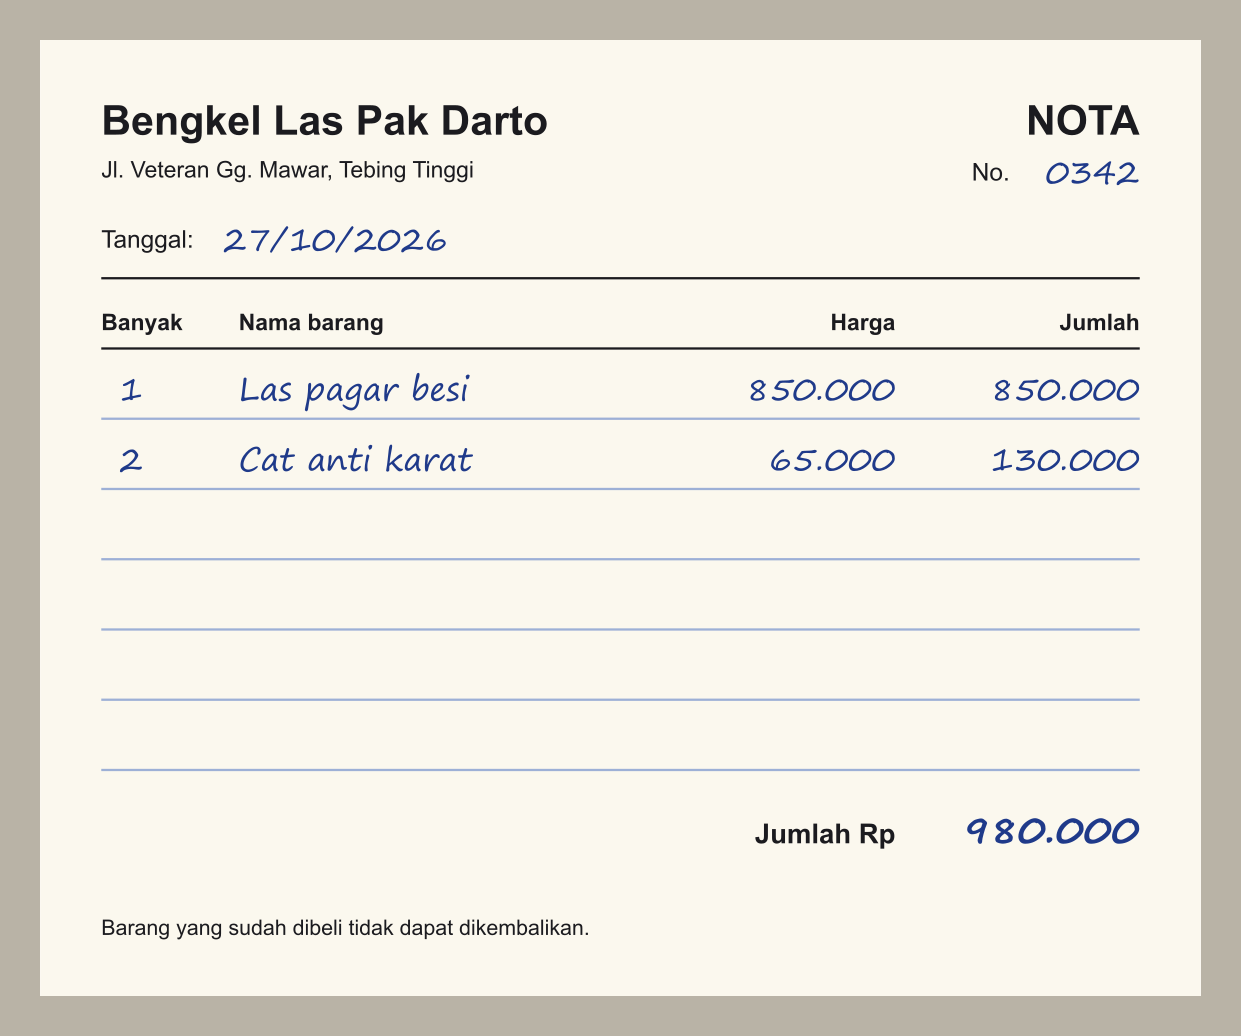 Bengkel Las Pak Darto NOTA
Jl. Veteran Gg. Mawar, Tebing Tinggi No. 0342
Tanggal: 27/10/2026
Banyak Nama barang Harga Jumlah
1 Las pagar besi 850.000 850.000
2 Cat anti karat 65.000 130.000
Jumlah Rp 980.000
Barang yang sudah dibeli tidak dapat dikembalikan.